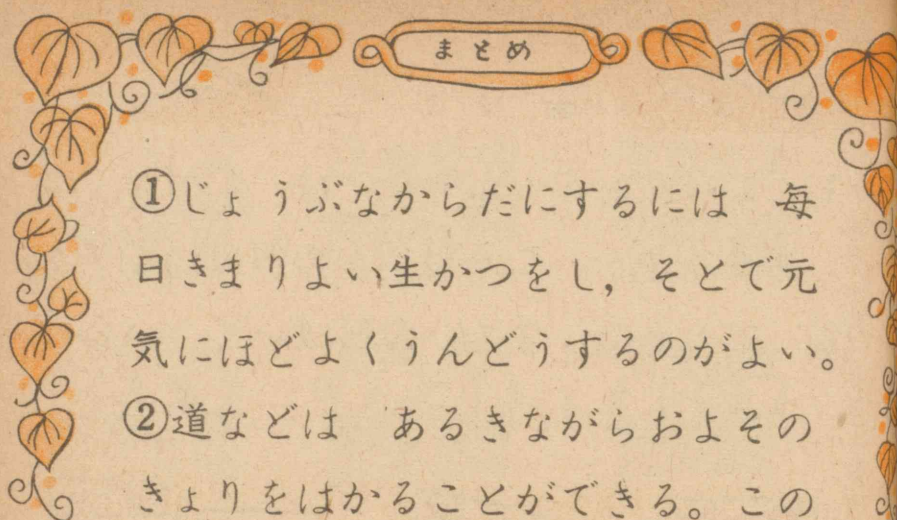 まとめ
①じょうぶなからだにするには　毎
日きまりよい生かつをし，そとで元
気にほどよくうんどうするのがよい。
②道などは　あるきながらおよその
きょりをはかることができる。この